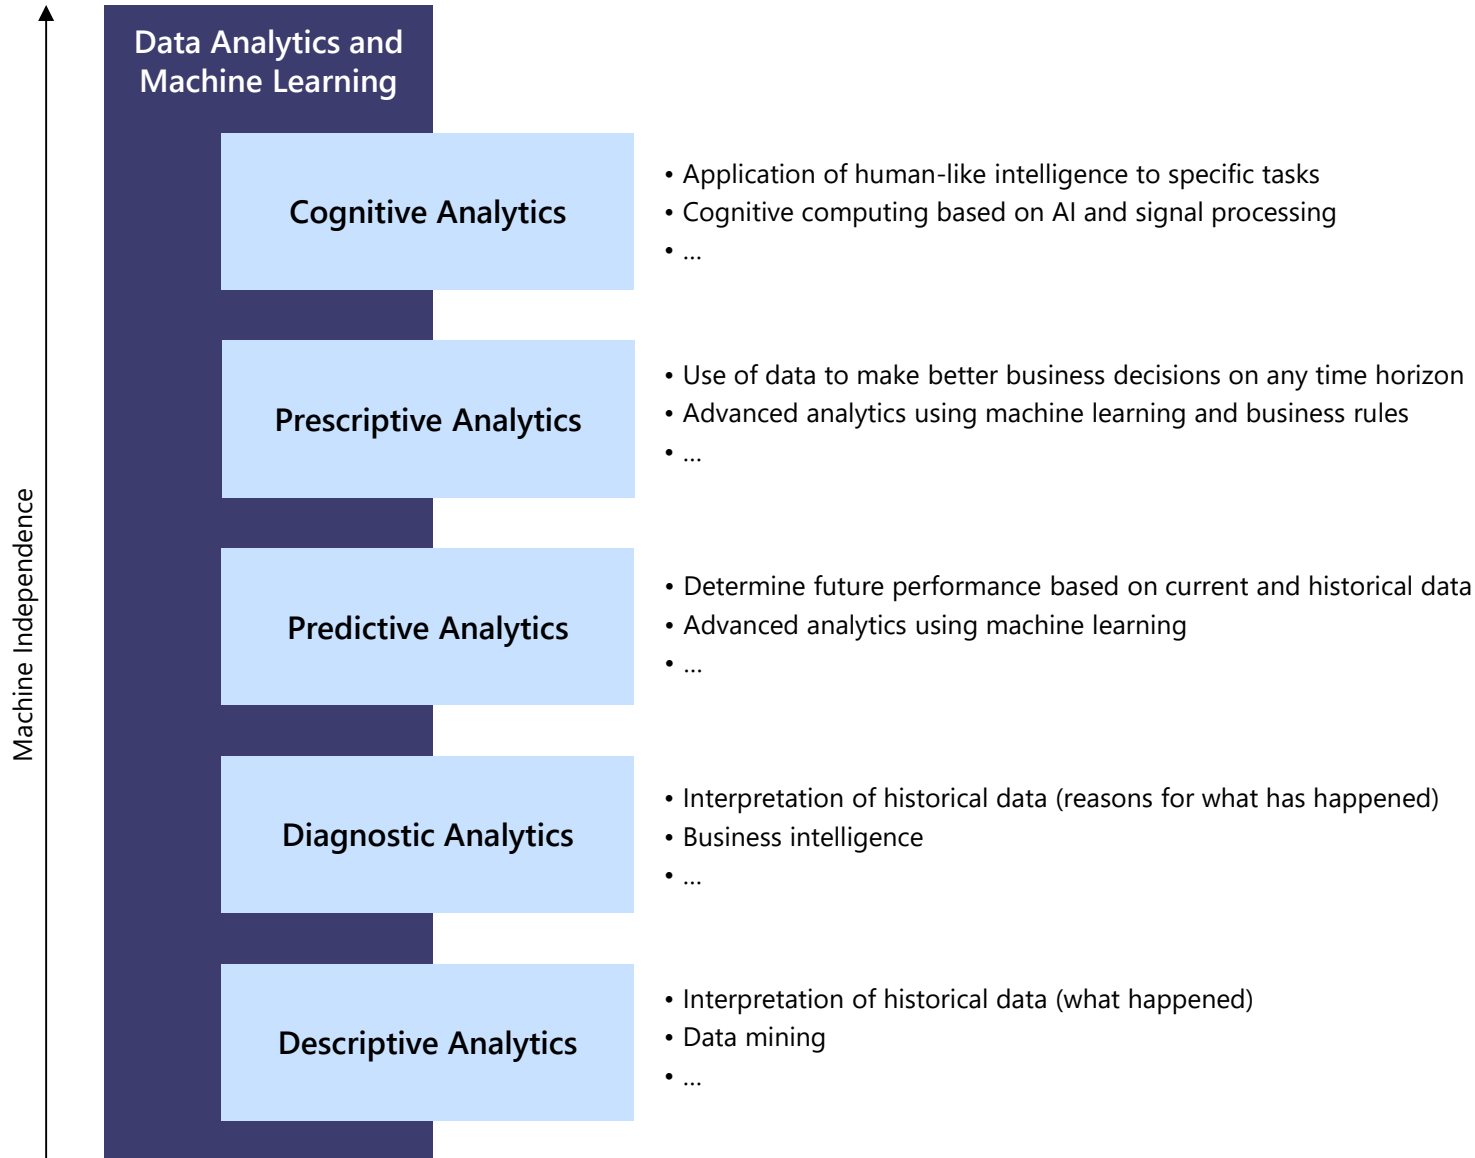 Data Analytics and
Machine Learning
Cognitive Analytics
• Application of human-like intelligence to specific tasks
• Cognitive computing based on AI and signal processing
• ...
Prescriptive Analytics
• Use of data to make better business decisions on any time horizon
• Advanced analytics using machine learning and business rules
• ...
Predictive Analytics
• Determine future performance based on current and historical data
• Advanced analytics using machine learning
• ...
Diagnostic Analytics
• Interpretation of historical data (reasons for what has happened)
• Business intelligence
• ...
Descriptive Analytics
• Interpretation of historical data (what happened)
• Data mining
• ...
Machine Independence